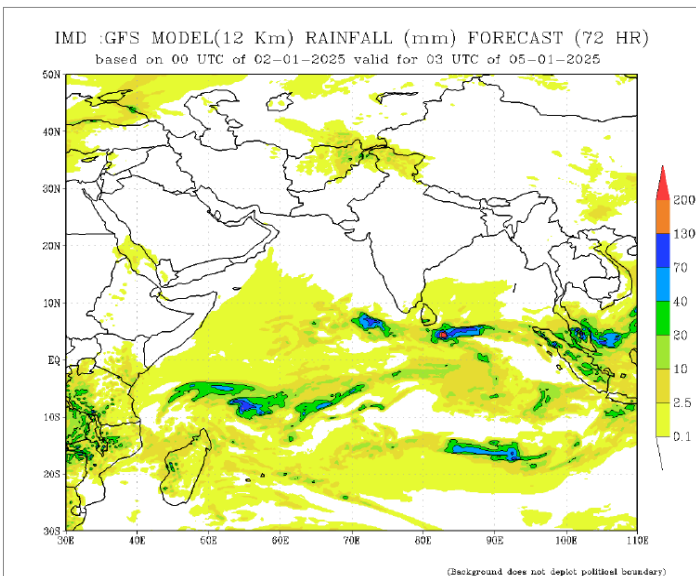 IMD :GFS MODEL(12 Km) RAINFALL (mm) FORECAST (72 HR)
based on 00 UTC of 02-01-2025 valid for 03 UTC of 05-01-2025
50N
40N
30N
20N
10N
EQ
10S
20S
30S
30E 40E 50E 60E 70E 80E 90E 100E 110E
200
130
70
40
20
10
2.5
0.1
(Background does not depict political boundary)